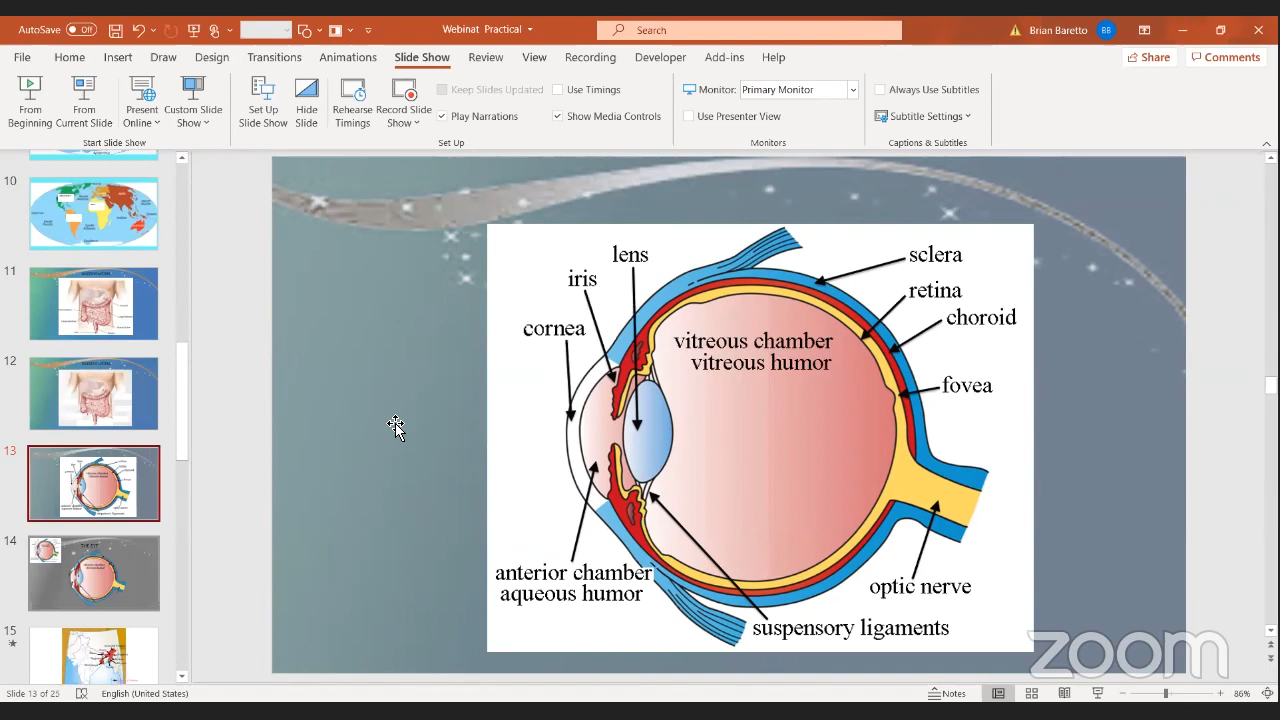 AutoSave Off
Webinat Practical
Search
Brian Baretto BB
File Home Insert Draw Design Transitions Animations Slide Show Review View Recording Developer Add-ins Help
Share Comments
From Beginning
From Current Slide
Present Online
Custom Slide Show
Set Up Slide Show
Hide Slide
Rehearse Timings
Record Slide Show
Keep Slides Updated
Use Timings
Play Narrations
Show Media Controls
Monitor: Primary Monitor
Use Presenter View
Always Use Subtitles
Subtitle Settings
Start Slide Show
Set Up
Monitors
Captions & Subtitles
10
11
12
13
14
15
lens
iris
cornea
sclera
retina
choroid
fovea
vitreous chamber
vitreous humor
anterior chamber
aqueous humor
optic nerve
suspensory ligaments
zoom
Slide 13 of 25
English (United States)
Notes
86%